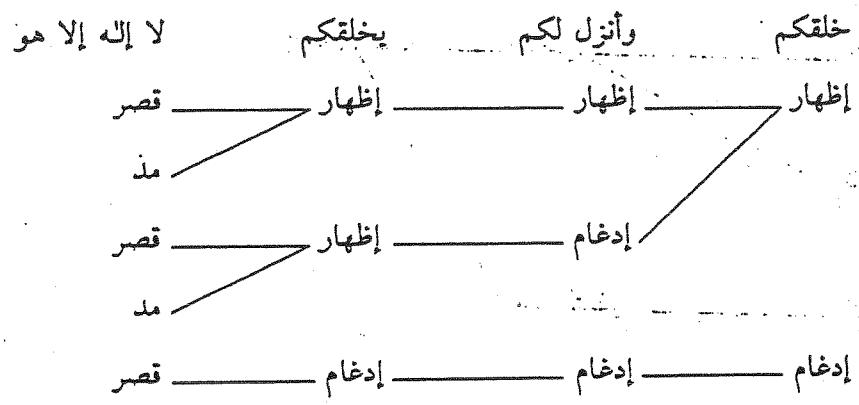 خلقكم وأنزل لكم يخلقكم لا إله إلا هو
إظهار إظهار إظهار قصر
مذ
إدغام إظهار قصر
مد
إدغام إدغام إدغام قصر